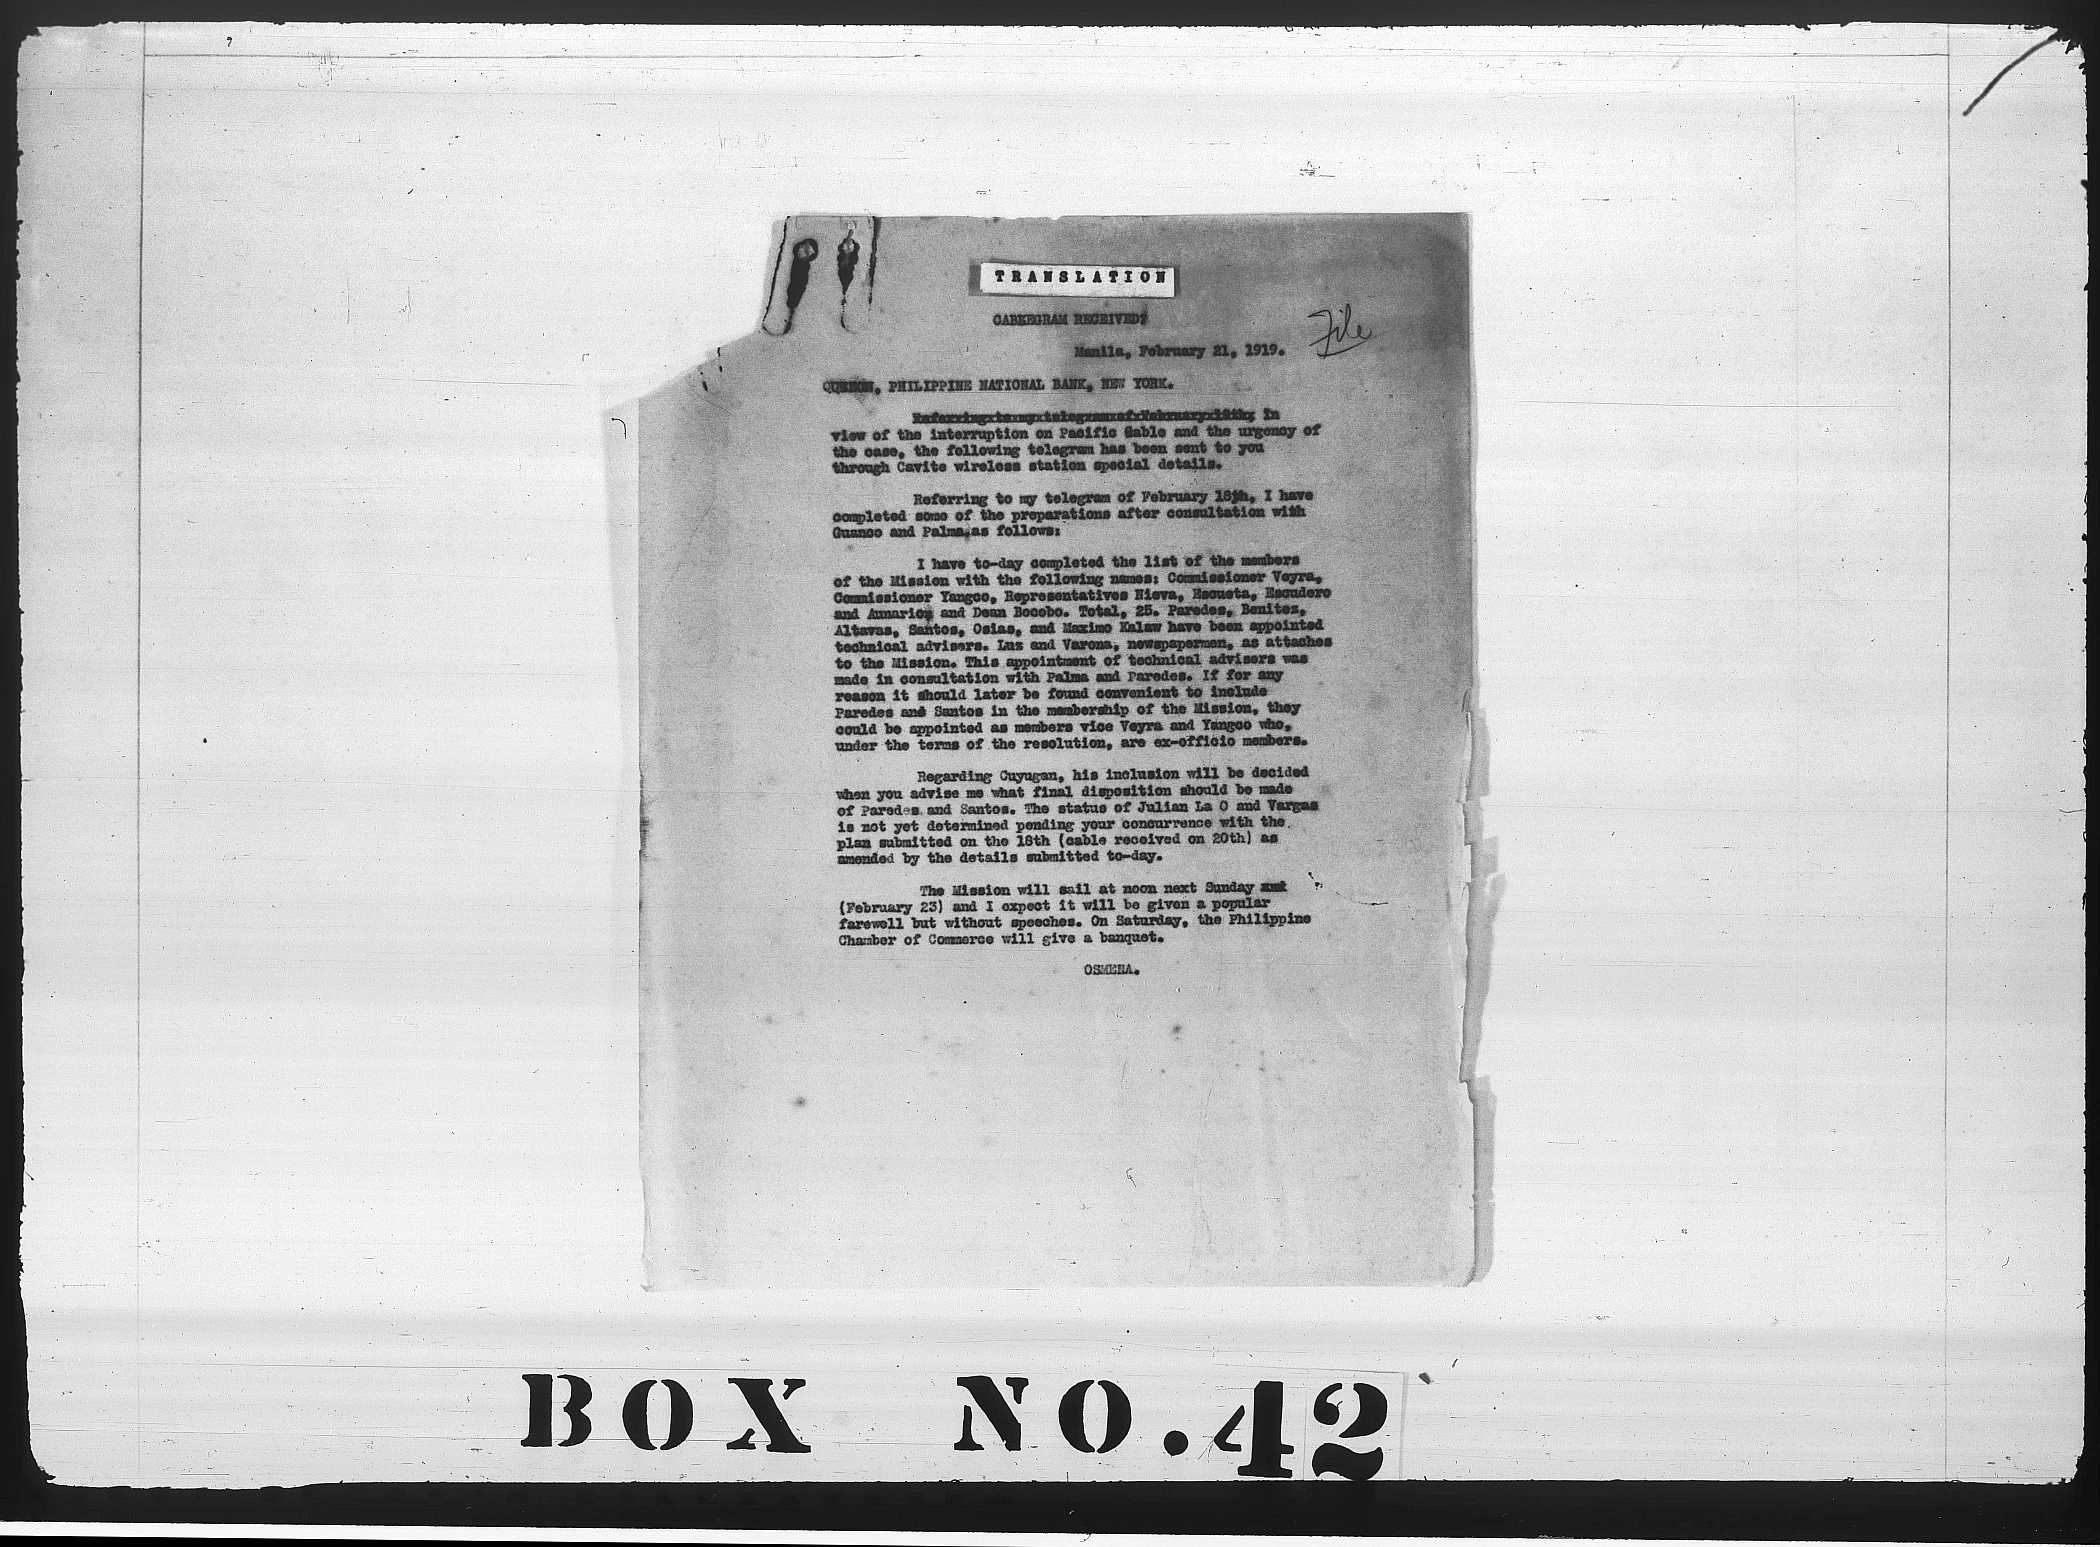 TRANSLATION
CABKEGRAM RECEIVED?
File
Manila, February 21, 1919.
QUEZON, PHILIPPINE NATIONAL BANK, NEW YORK.
In
view of the interruption on Pacific Cable and the urgency of
the case, the following telegram has been sent to you
through Cavite wireless station special details.
Referring to my telegram of February 18th, I have
completed some of the preparations after consultation with
Guanco and Palma,as follows:
I have to-day completed the list of the members
of the Mission with the following names: Commissioner Veyra,
Commissioner Yangco, Representatives Nieva, Escueta, Escudero
and Aunario, and Dean Bocobo. Total, 25. Paredes, Benitez,
Altavas, Santos, Osias, and Maximo Kalaw have been appointed
technical advisers. Luz and Varona, newspapermen, as attaches
to the Mission. This appointment of technical advisers was
made in consultation with Palma and Paredes. If for any
reason it should later be found convenient to include
Paredes and Santos in the membership of the Mission, they
could be appointed as members vice Veyra and Yangco who,
under the terms of the resolution, are ex-officio members.
Regarding Cuyugan, his inclusion will be decided
when you advise me what final disposition should be made
of Paredes and Santos. The status of Julian La O and Vargas
is not yet determined pending your concurrence with the
plan submitted on the 18th (cable received on 20th) as
amended by the details submitted to-day.
The Mission will sail at noon next Sunday
(February 23) and I expect it will be given a popular
farewell but without speeches. On Saturday, the Philippine
Chamber of Commerce will give a banquet.
OSMEÑA.
BOX NO.42